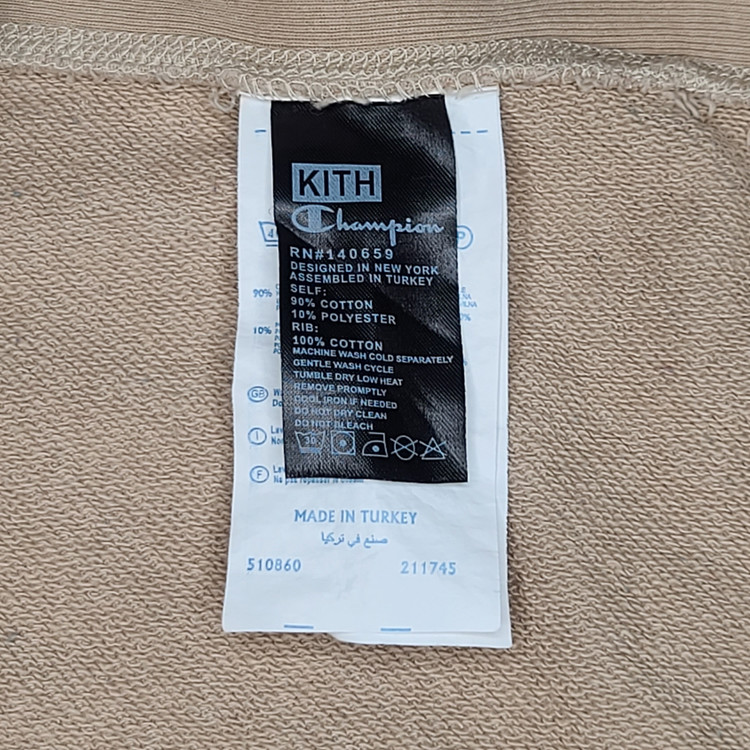 KITH
Champion
RN#140659
DESIGNED IN NEW YORK
ASSEMBLED IN TURKEY
SELF:
90% COTTON
10% POLYESTER
RIB:
100% COTTON
MACHINE WASH COLD SEPARATELY
GENTLE WASH CYCLE
TUMBLE DRY LOW HEAT
REMOVE PROMPTLY
COOL IRON IF NEEDED
DO NOT DRY CLEAN
DO NOT BLEACH
30
90%
10%
GB
I
F
MADE IN TURKEY
صنع في تركيا
510860 211745